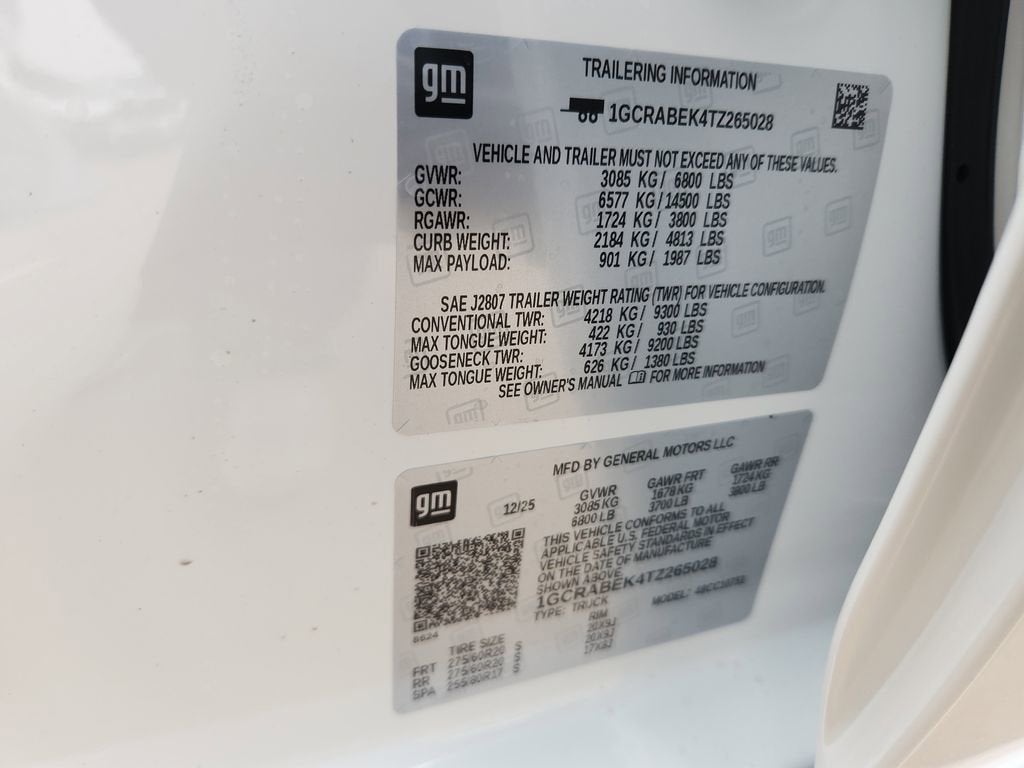 gm
TRAILERING INFORMATION
1GCRABEK4TZ265028
VEHICLE AND TRAILER MUST NOT EXCEED ANY OF THESE VALUES.
GVWR: 3085 KG / 6800 LBS
GCWR: 6577 KG / 14500 LBS
RGAWR: 1724 KG / 3800 LBS
CURB WEIGHT: 2184 KG / 4813 LBS
MAX PAYLOAD: 901 KG / 1987 LBS
SAE J2807 TRAILER WEIGHT RATING (TWR) FOR VEHICLE CONFIGURATION.
CONVENTIONAL TWR: 4218 KG / 9300 LBS
MAX TONGUE WEIGHT: 422 KG / 930 LBS
GOOSENECK TWR: 4173 KG / 9200 LBS
MAX TONGUE WEIGHT: 626 KG / 1380 LBS
SEE OWNER'S MANUAL FOR MORE INFORMATION
gm
MFD BY GENERAL MOTORS LLC
12/25 GVWR GAWR FRT GAWR RR
3085 KG 1678 KG 1724 KG
6800 LB 3700 LB 3800 LB
THIS VEHICLE CONFORMS TO ALL
APPLICABLE U.S. FEDERAL MOTOR
VEHICLE SAFETY STANDARDS IN EFFECT
ON THE DATE OF MANUFACTURE
SHOWN ABOVE.
1GCRABEK4TZ265028
TYPE: TRUCK MODEL:
8624
TIRE SIZE RIM
FRT 275/60R20 S 20X9J
RR 275/60R20 S 20X9J
SPA 255/80R17 S 17X8J